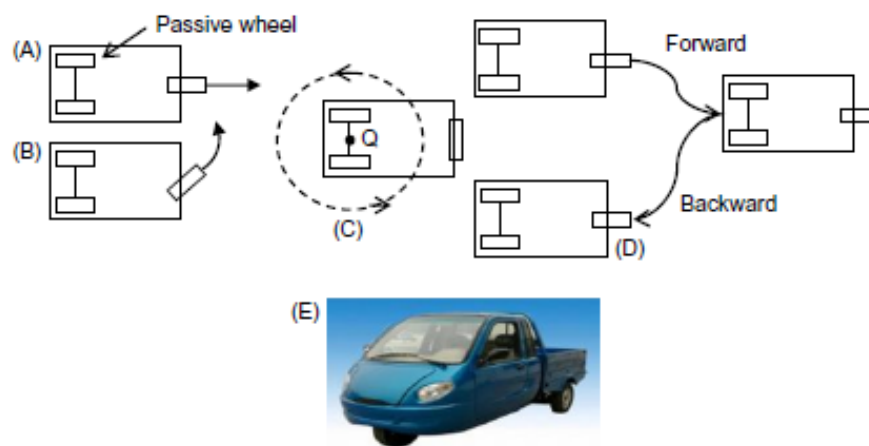 Passive wheel
(A)
(B)
Q
(C)
Forward
Backward
(D)
(E)